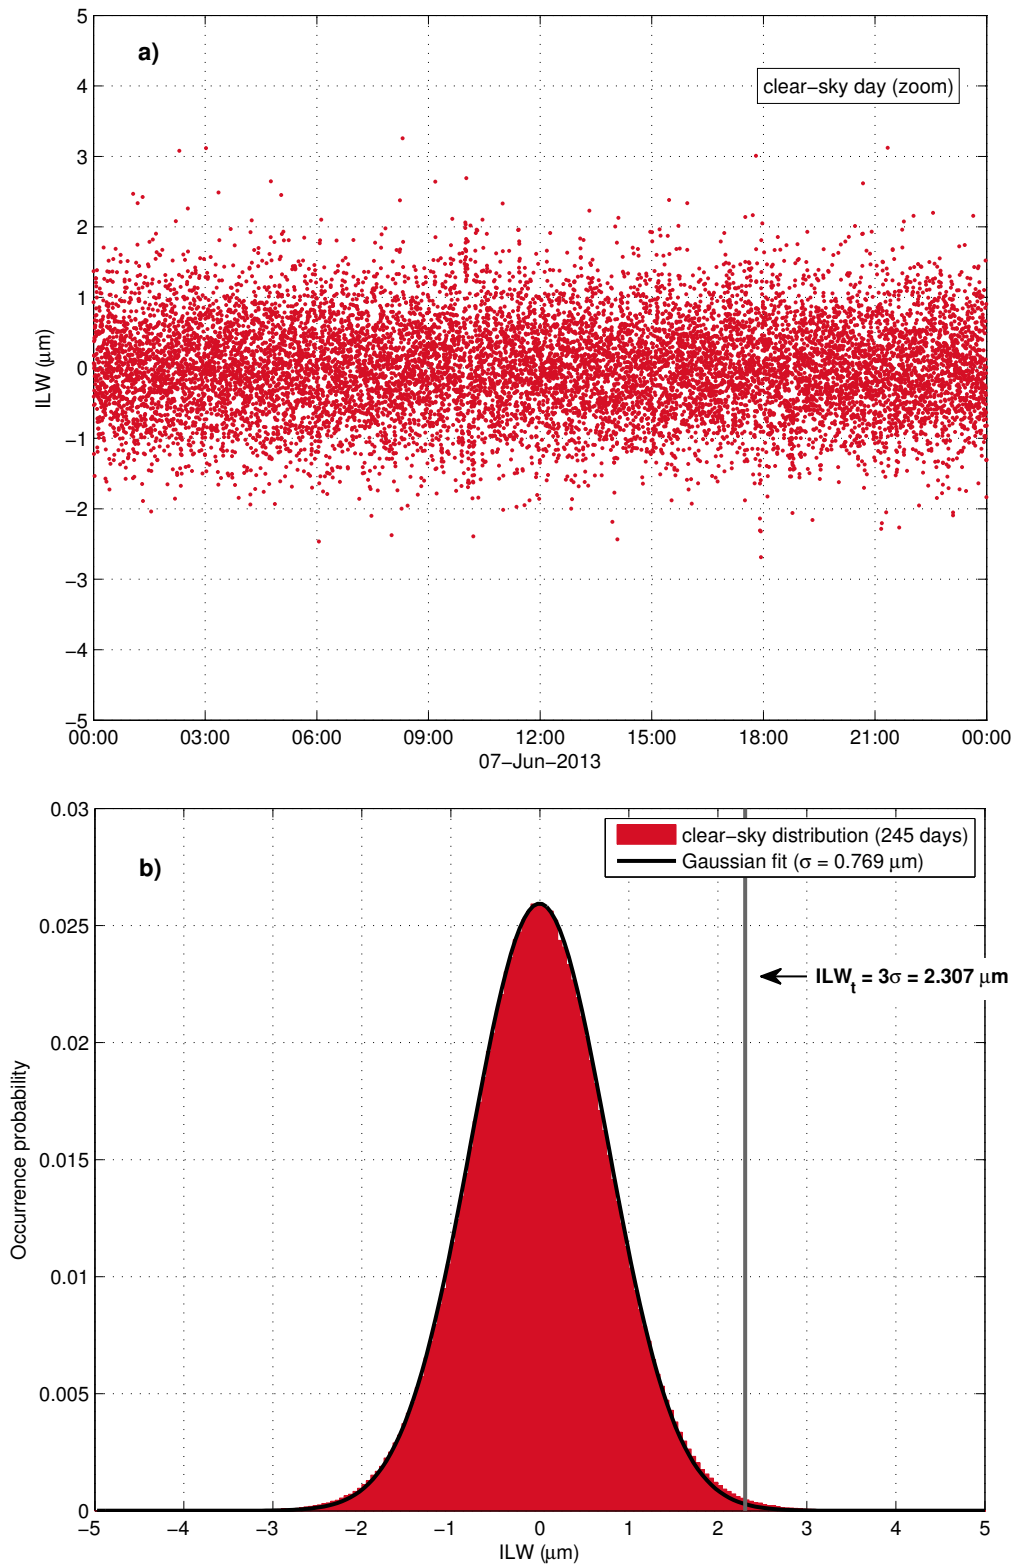 a)
clear−sky day (zoom)
5
4
3
2
1
0
−1
−2
−3
−4
−5
ILW (μm)
00:00 03:00 06:00 09:00 12:00 15:00 18:00 21:00 00:00
07−Jun−2013
b)
clear−sky distribution (245 days)
Gaussian fit (σ = 0.769 μm)
ILWt = 3σ = 2.307 μm
0.03
0.025
0.02
0.015
0.01
0.005
0
Occurrence probability
−5 −4 −3 −2 −1 0 1 2 3 4 5
ILW (μm)